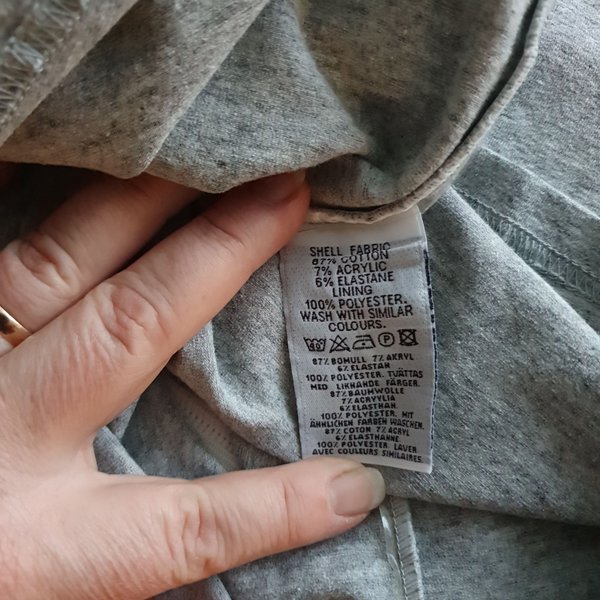 SHELL FABRIC
87% COTTON
7% ACRYLIC
6% ELASTANE
LINING
100% POLYESTER.
WASH WITH SIMILAR
COLOURS.
40 P
87% BOMULL 7% AKRYL
6% ELASTAN
100% POLYESTER. TVÄTTAS
MED LIKNANDE FÄRGER.
87% BAUMWOLLE
7% ACRYYLIA
6% ELASTHAN.
100% POLYESTER. MIT
ÄHNLICHEN FARBEN WASCHEN.
87% COTON 7% ACRYL
6% ELASTHANNE
100% POLYESTER LAVER
AVEC COULEURS SIMILAIRES.